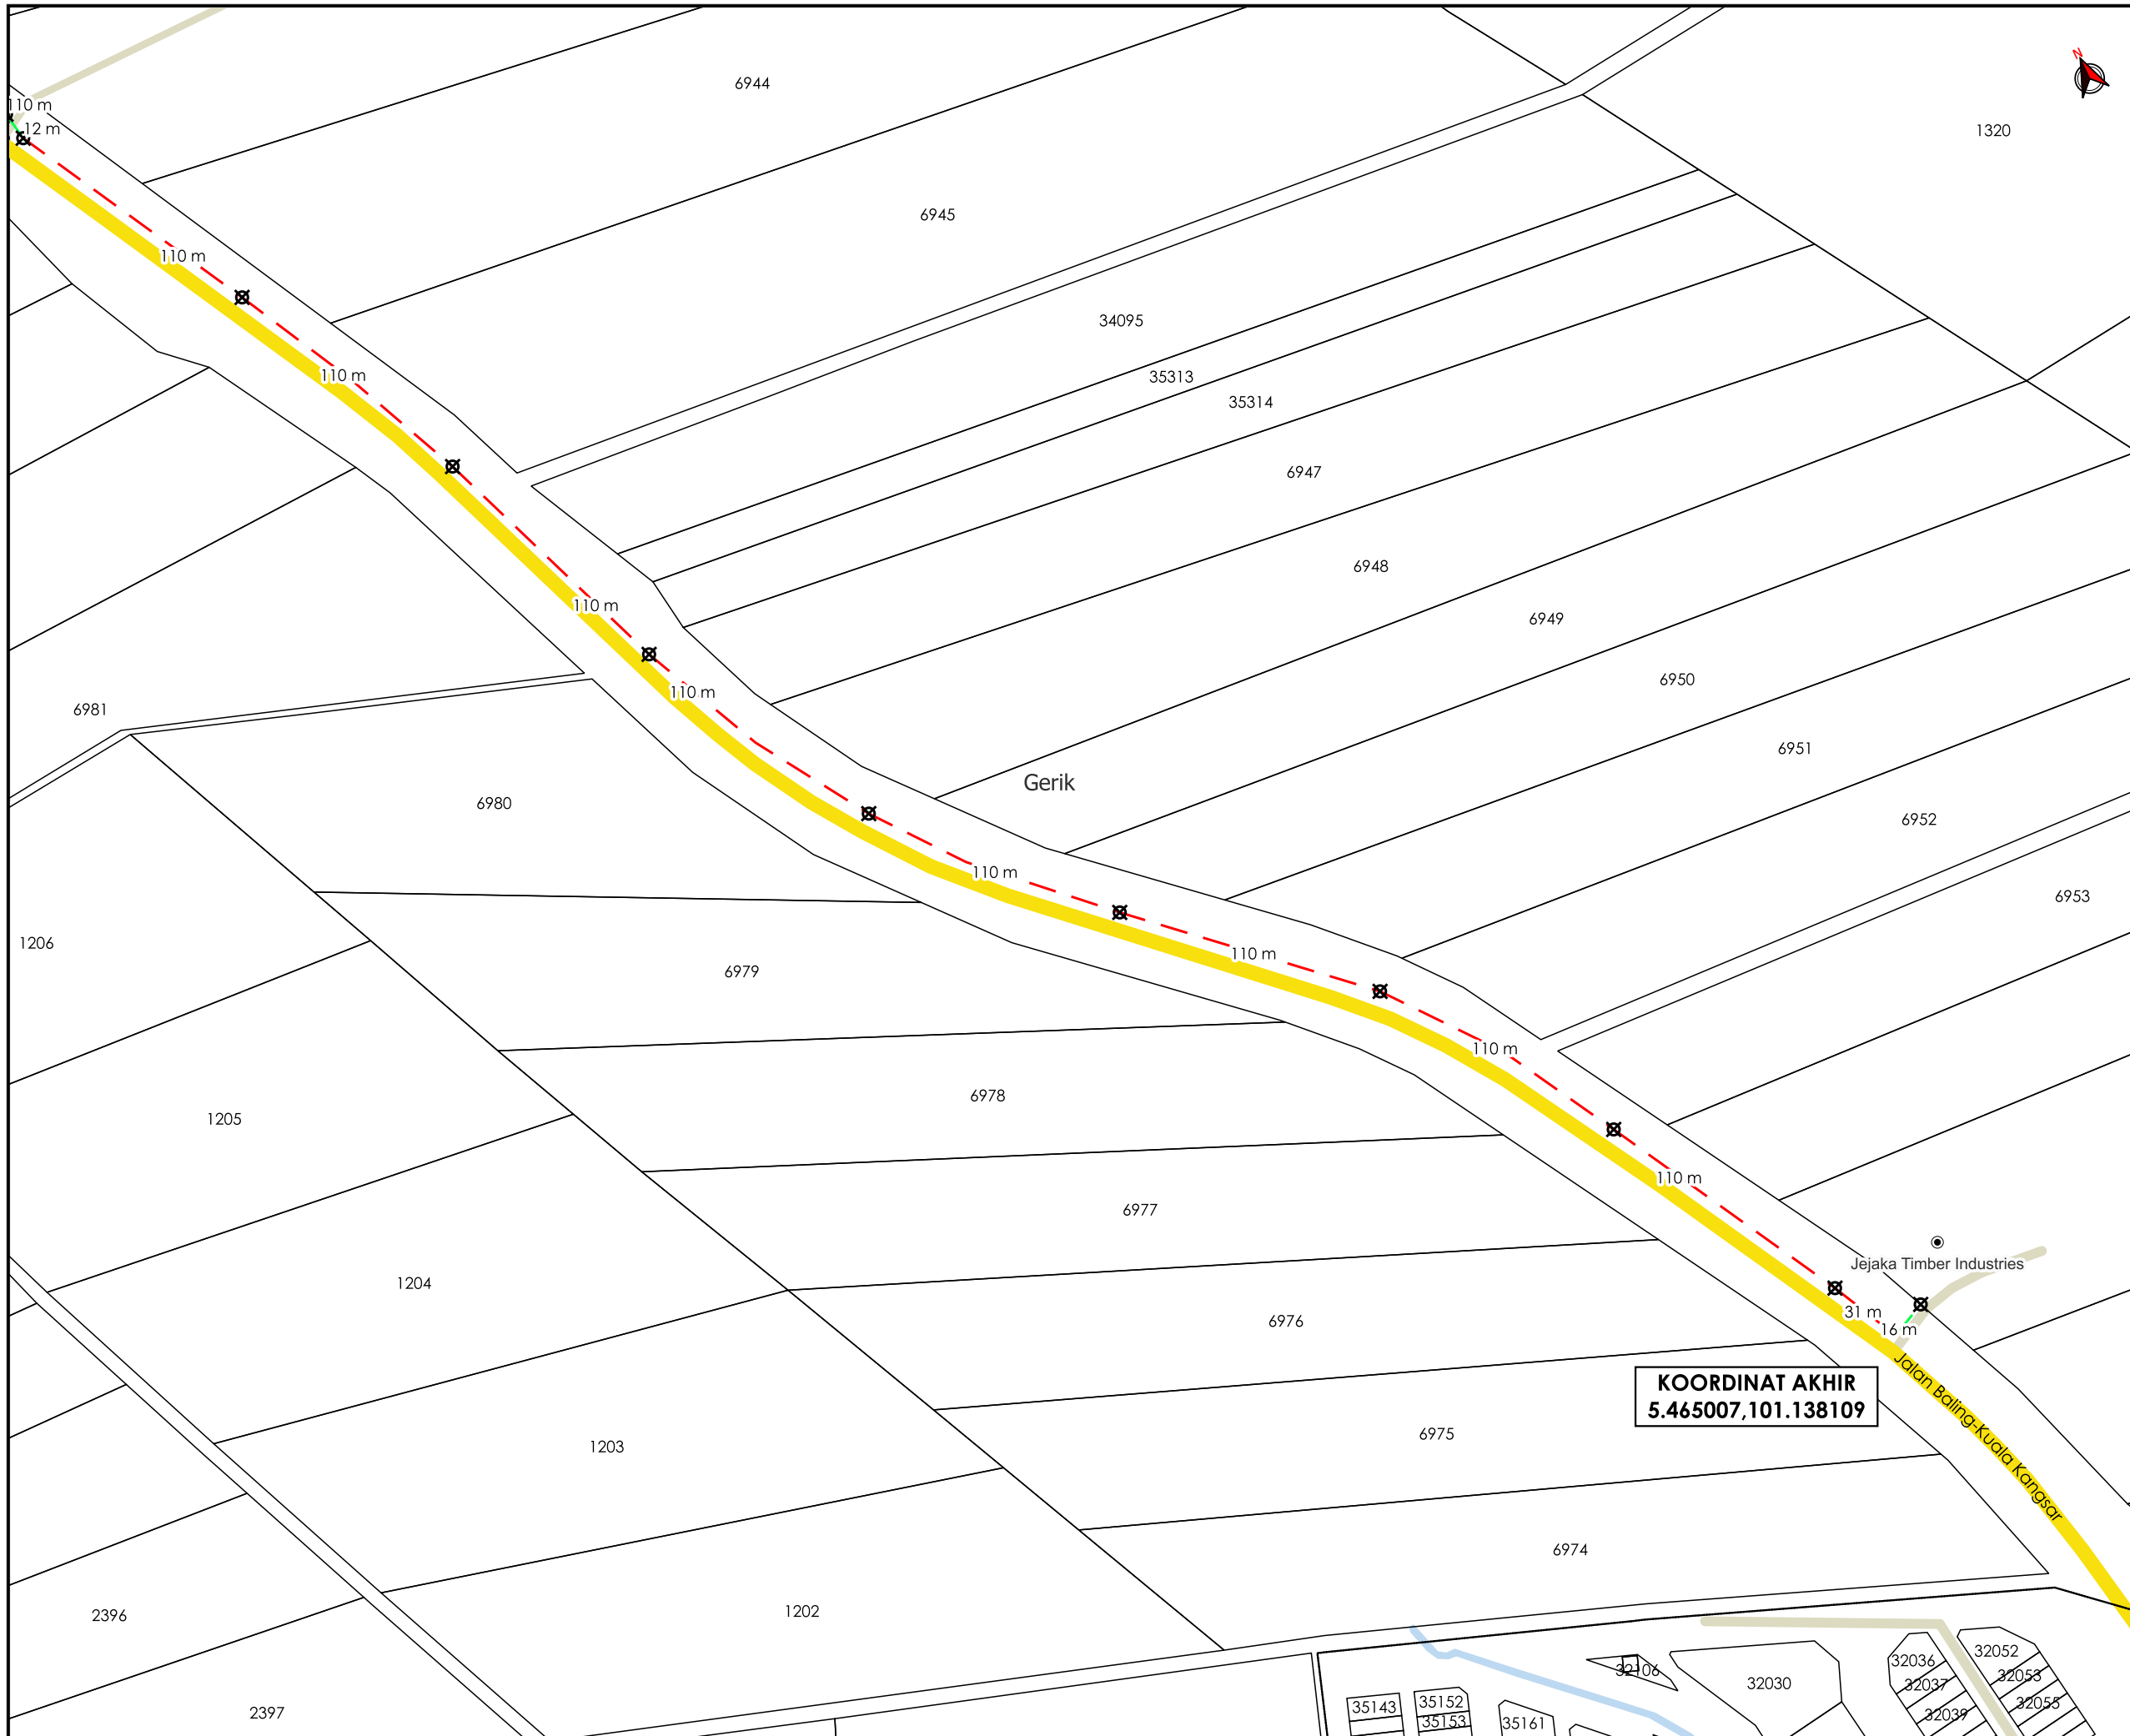 N
6944
110 m
12 m
1320
6945
110 m
34095
110 m
35313
35314
6947
6948
110 m
6949
6950
110 m
6981
6951
Gerik
6980
6952
110 m
6953
1206
110 m
6979
110 m
6978
1205
110 m
6977
Jejaka Timber Industries
1204
31 m
16 m
6976
KOORDINAT AKHIR
5.465007,101.138109
Jalan Baling-Kuala Kangsar
6975
1203
6974
1202
2396
32052
32036
32106
32053
32030
32037
35152
32055
35143
2397
32039
35153
35161